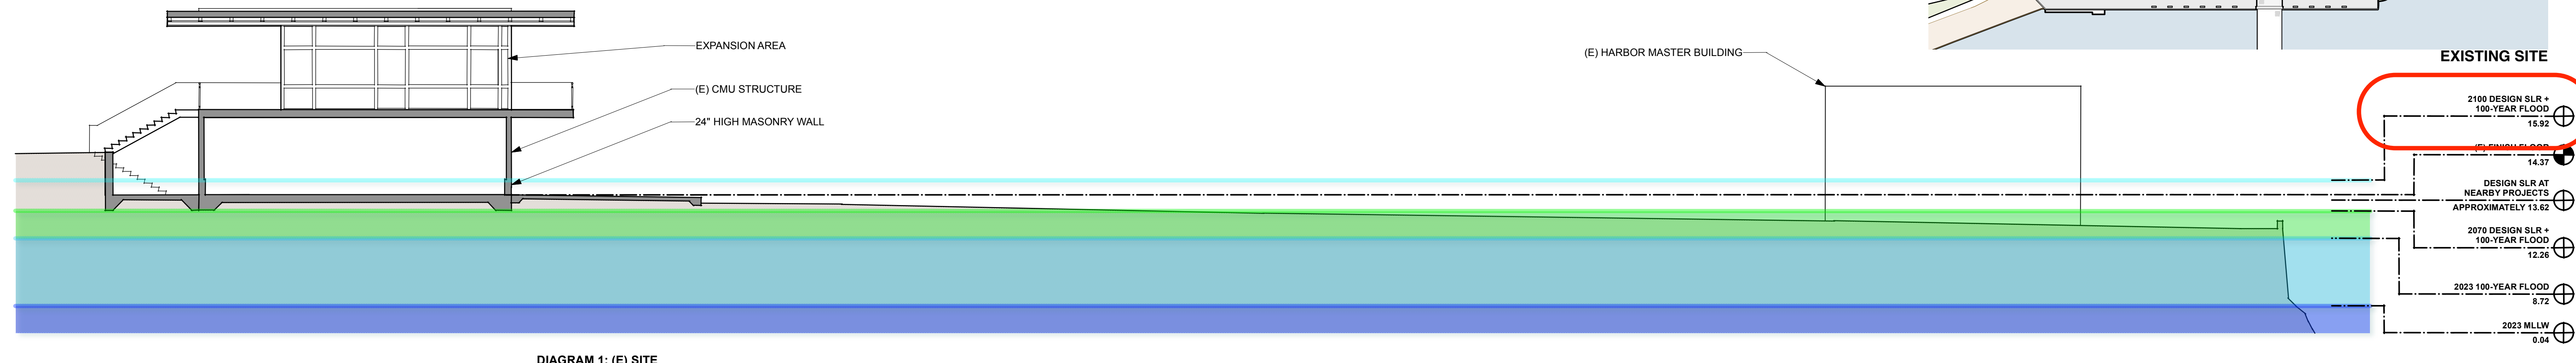 EXPANSION AREA
(E) CMU STRUCTURE
24" HIGH MASONRY WALL
(E) HARBOR MASTER BUILDING
EXISTING SITE
2100 DESIGN SLR +
100-YEAR FLOOD
15.92
(E) FINISH FLOOR
14.37
DESIGN SLR AT
NEARBY PROJECTS
APPROXIMATELY 13.62
2070 DESIGN SLR +
100-YEAR FLOOD
12.26
2023 100-YEAR FLOOD
8.72
2023 MLLW
0.04
DIAGRAM 1: (E) SITE